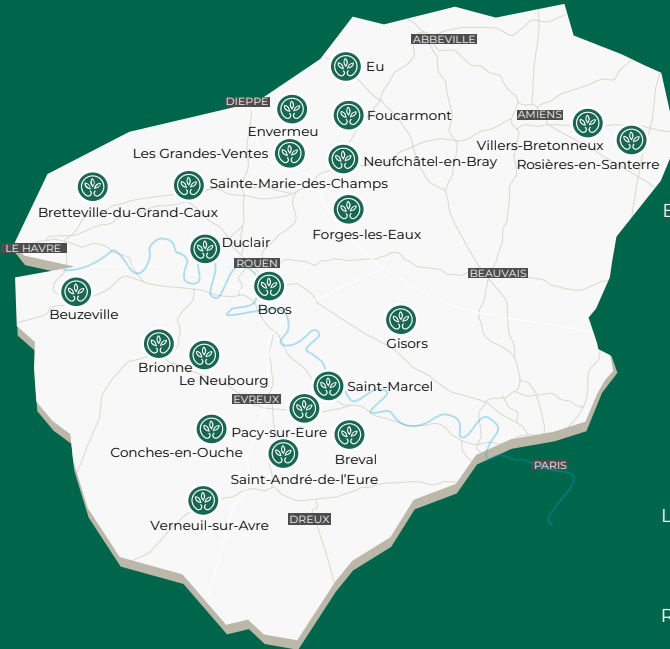 ABBEVILLE
Eu
DIEPPE
Foucarmont
AMIENS
Envermeu
Villers-Bretonneux
Les Grandes-Ventes
Neufchâtel-en-Bray
Rosières-en-Santerre
Sainte-Marie-des-Champs
Bretteville-du-Grand-Caux
E
Forges-les-Eaux
Duclair
LE HAVRE
ROUEN
BEAUVAIS
Boos
Beuzeville
Gisors
Brionne
Le Neubourg
Saint-Marcel
EVREUX
Pacy-sur-Eure
Conches-en-Ouche
Breval
PARIS
Saint-André-de-l'Eure
L
DREUX
Verneuil-sur-Avre
R